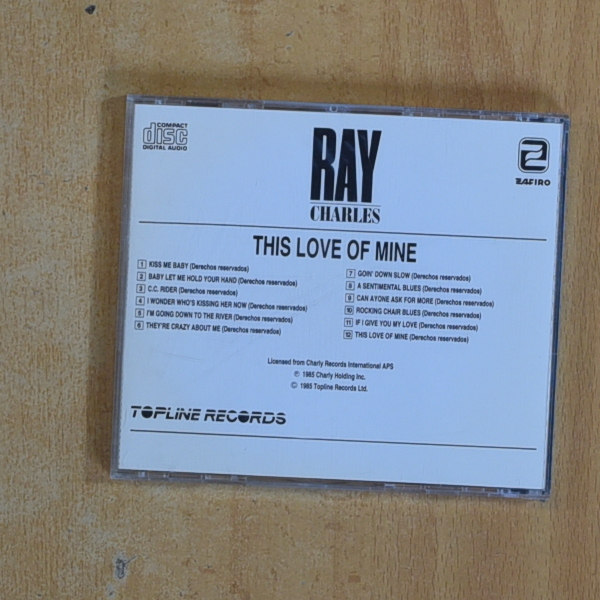 COMPACT
disc
DIGITAL AUDIO
RAY
CHARLES
ZAFIRO
THIS LOVE OF MINE
1 KISS ME BABY (Derechos reservados)
2 BABY LET ME HOLD YOUR HAND (Derechos reservados)
3 C.C. RIDER (Derechos reservados)
4 I WONDER WHO'S KISSING HER NOW (Derechos reservados)
5 I'M GOING DOWN TO THE RIVER (Derechos reservados)
6 THEY'RE CRAZY ABOUT ME (Derechos reservados)
7 GOIN' DOWN SLOW (Derechos reservados)
8 A SENTIMENTAL BLUES (Derechos reservados)
9 CAN AYONE ASK FOR MORE (Derechos reservados)
10 ROCKING CHAIR BLUES (Derechos reservados)
11 IF I GIVE YOU MY LOVE (Derechos reservados)
12 THIS LOVE OF MINE (Derechos reservados)
Licensed from Charly Records International APS
℗ 1985 Charly Holding Inc.
© 1985 Topline Records Ltd.
TOPLINE RECORDS